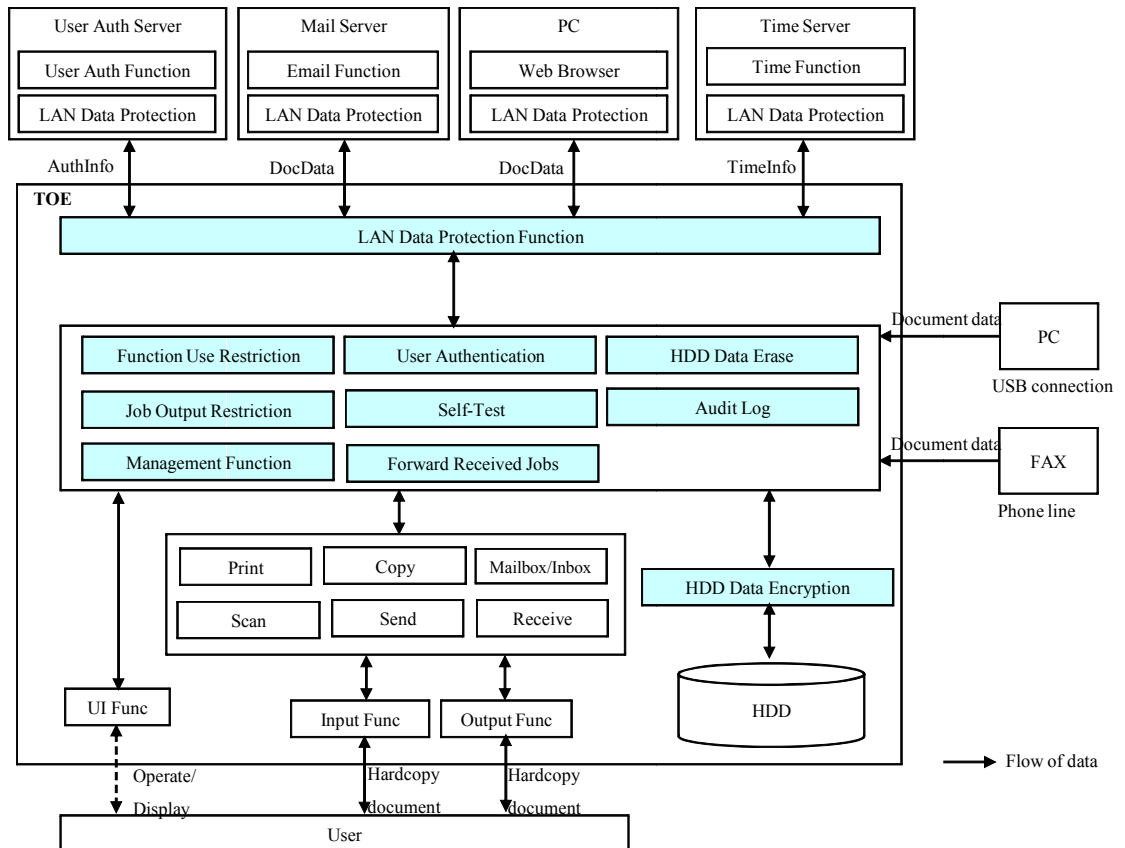 User Auth Server
Mail Server
PC
Time Server
User Auth Function
Email Function
Web Browser
Time Function
LAN Data Protection
LAN Data Protection
LAN Data Protection
LAN Data Protection
AuthInfo
DocData
DocData
TimeInfo
TOE
LAN Data Protection Function
Document data
PC
USB connection
Function Use Restriction
User Authentication
HDD Data Erase
Job Output Restriction
Self-Test
Audit Log
Management Function
Forward Received Jobs
Document data
FAX
Phone line
Print
Copy
Mailbox/Inbox
HDD Data Encryption
Scan
Send
Receive
UI Func
Input Func
Output Func
HDD
Flow of data
Operate/
Display
Hardcopy
document
Hardcopy
document
User